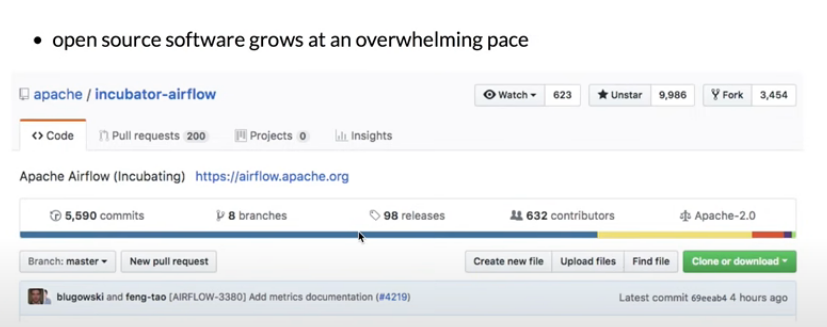 • open source software grows at an overwhelming pace
apache / incubator-airflow
Watch 623 Unstar 9,986 Fork 3,454
<> Code Pull requests 200 Projects 0 Insights
Apache Airflow (Incubating) https://airflow.apache.org
5,590 commits 8 branches 98 releases 632 contributors Apache-2.0
Branch: master New pull request Create new file Upload files Find file Clone or download
blugowski and feng-tao [AIRFLOW-3380] Add metrics documentation (#4219) Latest commit 69eeab4 4 hours ago